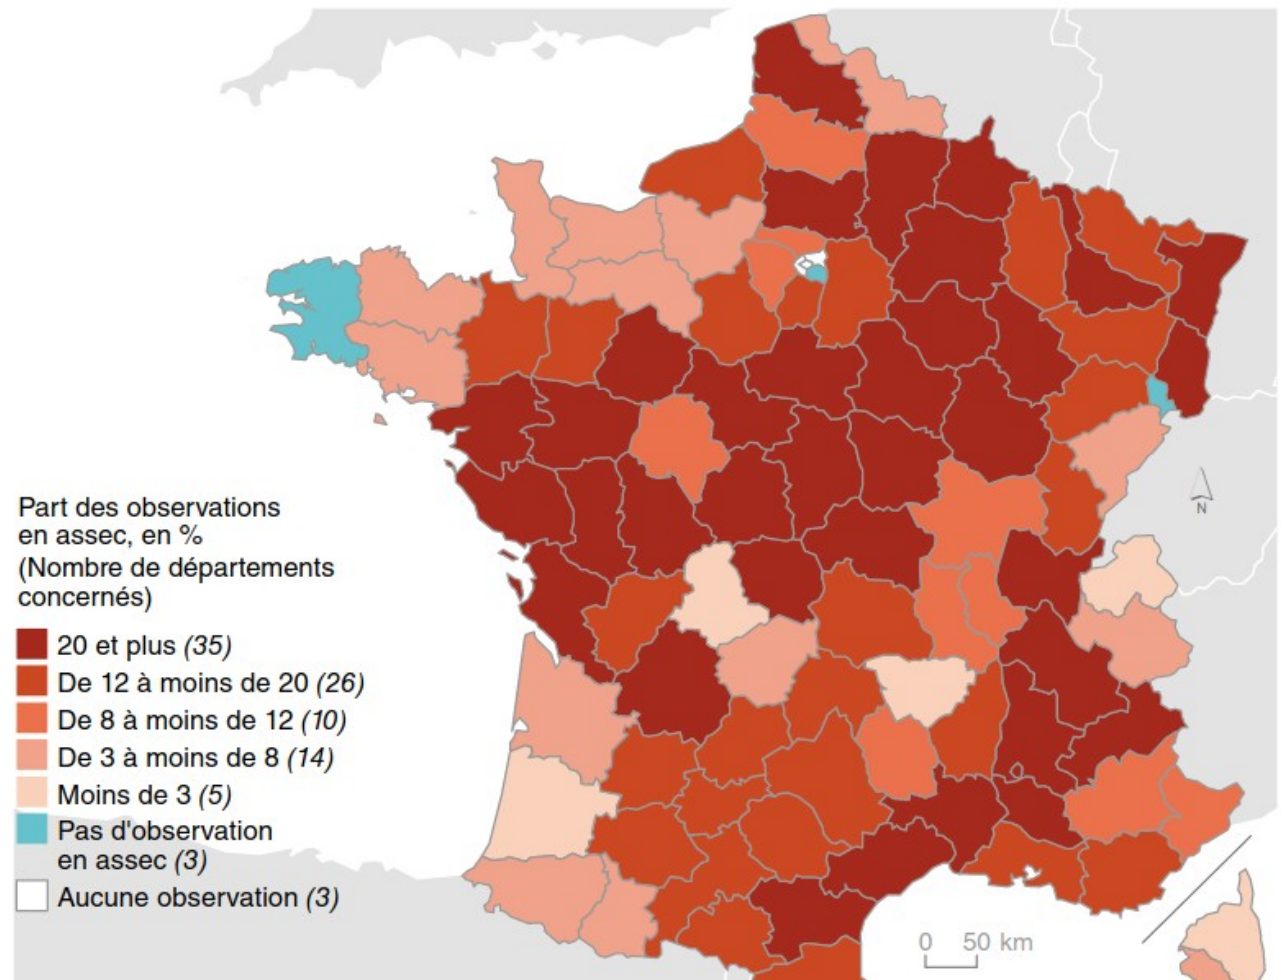 Part des observations
en assec, en %
(Nombre de départements
concernés)
20 et plus (35)
De 12 à moins de 20 (26)
De 8 à moins de 12 (10)
De 3 à moins de 8 (14)
Moins de 3 (5)
Pas d'observation
en assec (3)
Aucune observation (3)
N
0 50 km